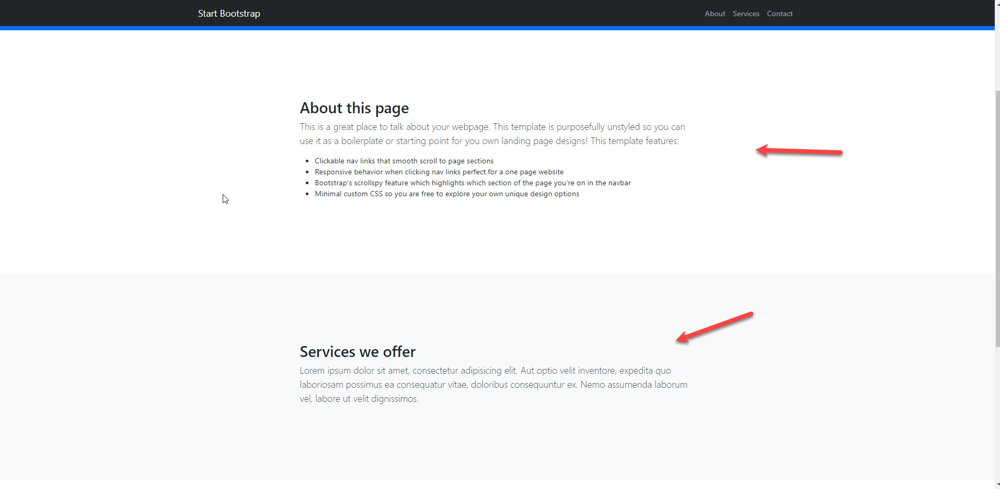 Start Bootstrap
About Services Contact
About this page
This is a great place to talk about your webpage. This template is purposefully unstyled so you can
use it as a boilerplate or starting point for you own landing page designs! This template features:
Clickable nav links that smooth scroll to page sections
Responsive behavior when clicking nav links perfect for a one page website
Bootstrap's scrollspy feature which highlights which section of the page you're on in the navbar
Minimal custom CSS so you are free to explore your own unique design options
Services we offer
Lorem ipsum dolor sit amet, consectetur adipisicing elit. Aut optio velit inventore, expedita quo
laboriosam possimus ea consequatur vitae, doloribus consequuntur ex. Nemo assumenda laborum
vel, labore ut velit dignissimos.